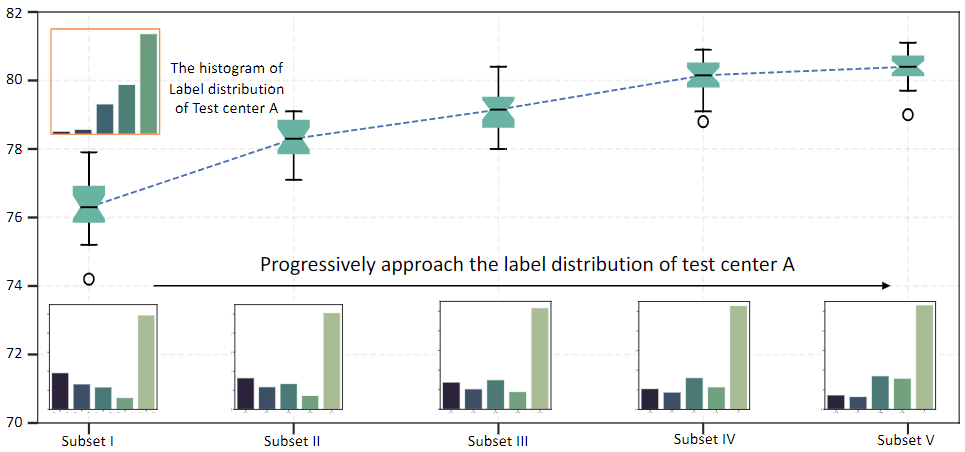 82
80
78
76
74
72
70
The histogram of
Label distribution
of Test center A
Progressively approach the label distribution of test center A
Subset I
Subset II
Subset III
Subset IV
Subset V